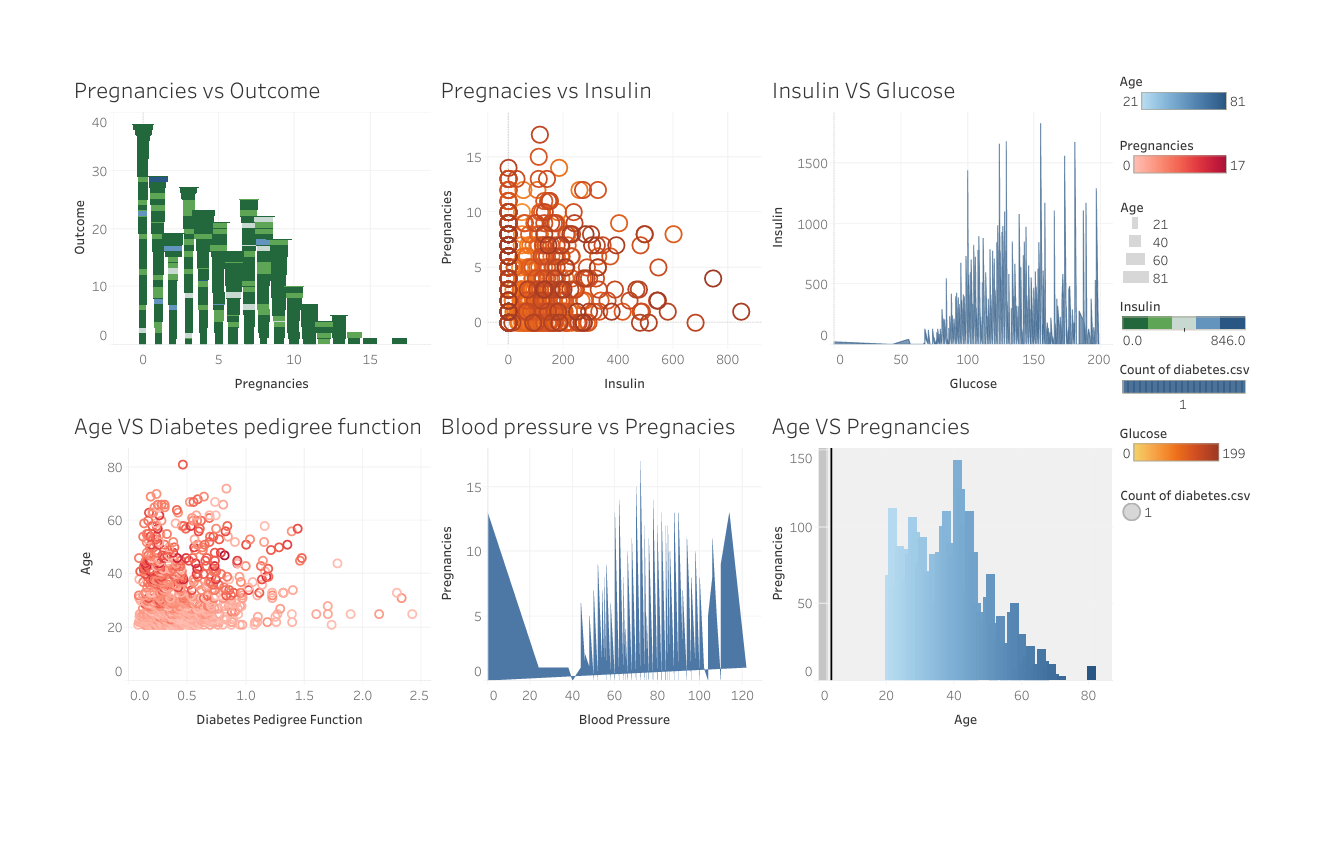 Pregnancies vs Outcome
40
30
20
10
0
Outcome
0 5 10 15
Pregnancies
Pregnacies vs Insulin
15
10
5
0
Pregnancies
0 200 400 600 800
Insulin
Insulin VS Glucose
1500
1000
500
0
Insulin
0 50 100 150 200
Glucose
Age
21 81
Pregnancies
0 17
Age
21
40
60
81
Insulin
0.0 846.0
Count of diabetes.csv
1
Glucose
0 199
Count of diabetes.csv
1
Age VS Diabetes pedigree function
80
60
40
20
0
Age
0.0 0.5 1.0 1.5 2.0 2.5
Diabetes Pedigree Function
Blood pressure vs Pregnacies
15
10
5
0
Pregnancies
0 20 40 60 80 100 120
Blood Pressure
Age VS Pregnancies
150
100
50
0
Pregnancies
0 20 40 60 80
Age